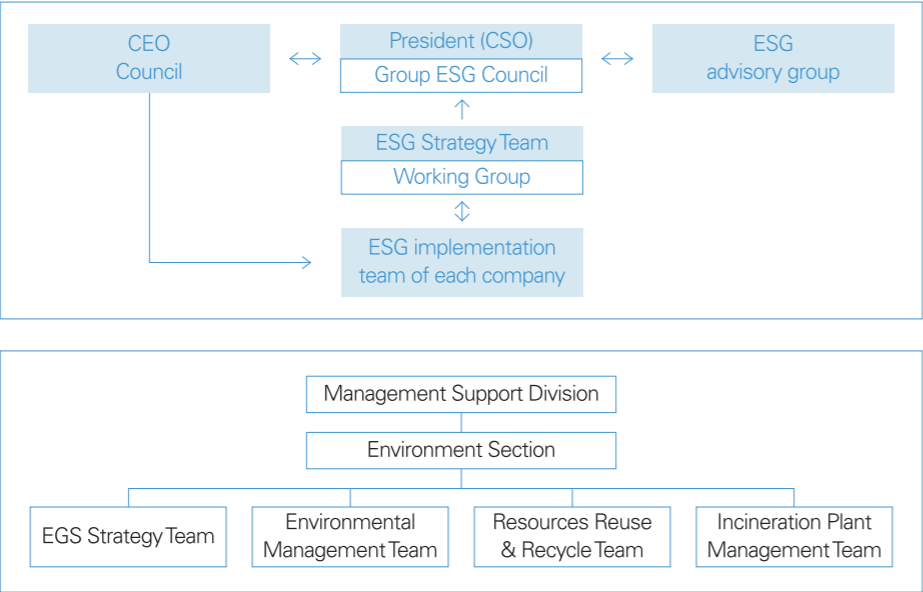 CEO
Council
President (CSO)
Group ESG Council
ESG
advisory group
ESG Strategy Team
Working Group
ESG implementation
team of each company
Management Support Division
Environment Section
EGS Strategy Team
Environmental
Management Team
Resources Reuse
& Recycle Team
Incineration Plant
Management Team